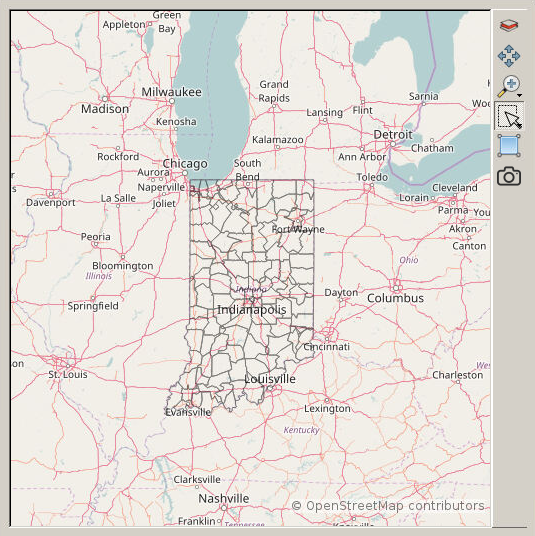 Green
Bay
Appleton
Milwaukee
Madison
Kenosha
Grand
Rapids
Lansing
Flint
Sarnia
Detroit
Chatham
Ann Arbor
Kalamazoo
Rockford
Chicago
Aurora
Naperville
Joliet
South
Bend
Toledo
Cleveland
Lorain
Parma
Akron
Canton
Davenport
La Salle
Peoria
Bloomington
Illinois
Springfield
Fort Wayne
Indiana
Indianapolis
Ohio
Dayton
Columbus
Cincinnati
St. Louis
Louisville
Evansville
Lexington
Charleston
Kentucky
Clarksville
Nashville
Franklin
Tennessee
© OpenStreetMap contributors